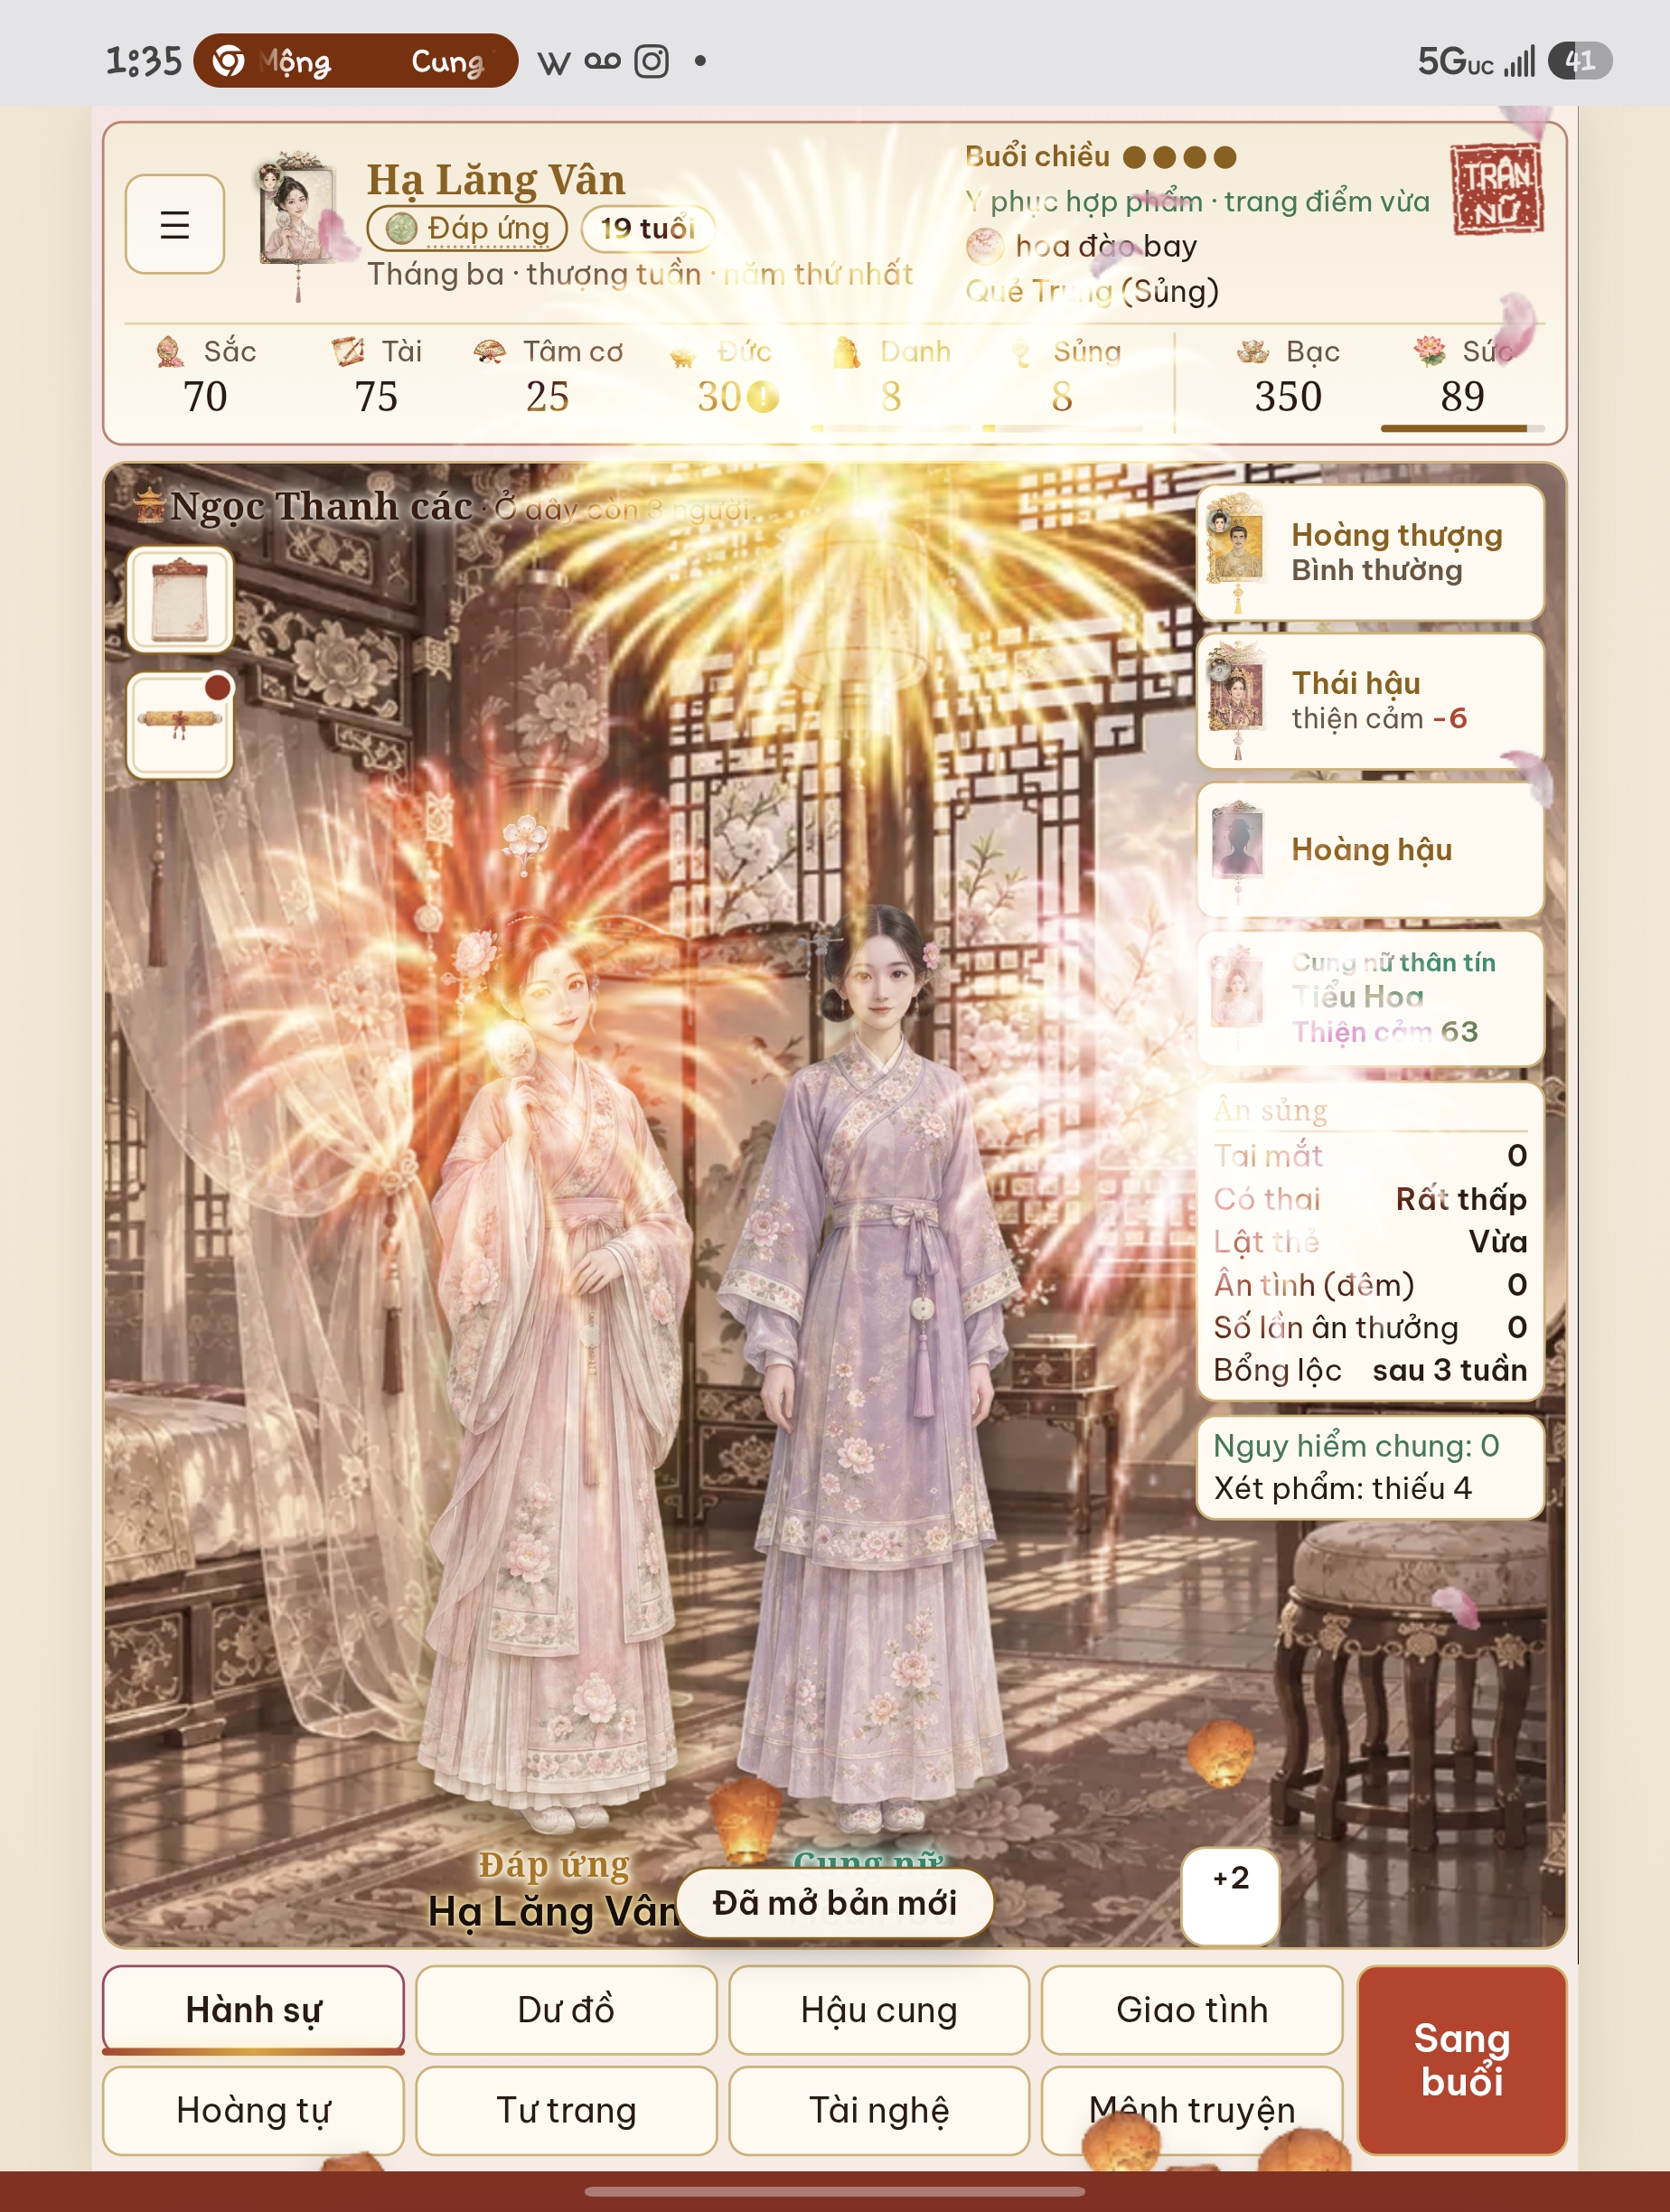 1:35 Mộng Cung 5G UC 41
Hạ Lăng Vân
Đáp ứng 19 tuổi
Tháng ba · thượng tuần · năm thứ nhất
Buổi chiều
Y phục hợp phẩm · trang điểm vừa
hoa đào bay
Quẻ Trung (Sủng)
TRÂN
NỮ
Sắc Tài Tâm cơ Đức Danh Sủng Bạc Sức
70 75 25 30 ! 8 8 350 89
Ngọc Thanh các · Ở đây còn 3 người.
Hoàng thượng
Bình thường
Thái hậu
thiện cảm -6
Hoàng hậu
Cung nữ thân tín
Tiểu Hoa
Thiện cảm 63
Ân sủng
Tai mắt 0
Có thai Rất thấp
Lật thẻ Vừa
Ân tình (đêm) 0
Số lần ân thưởng 0
Bổng lộc sau 3 tuần
Nguy hiểm chung: 0
Xét phẩm: thiếu 4
Đáp ứng
Hạ Lăng Vân
Cung nữ
Đã mở bản mới
+2
Hành sự Dư đồ Hậu cung Giao tình
Hoàng tự Tư trang Tài nghệ Mệnh truyện
Sang
buổi